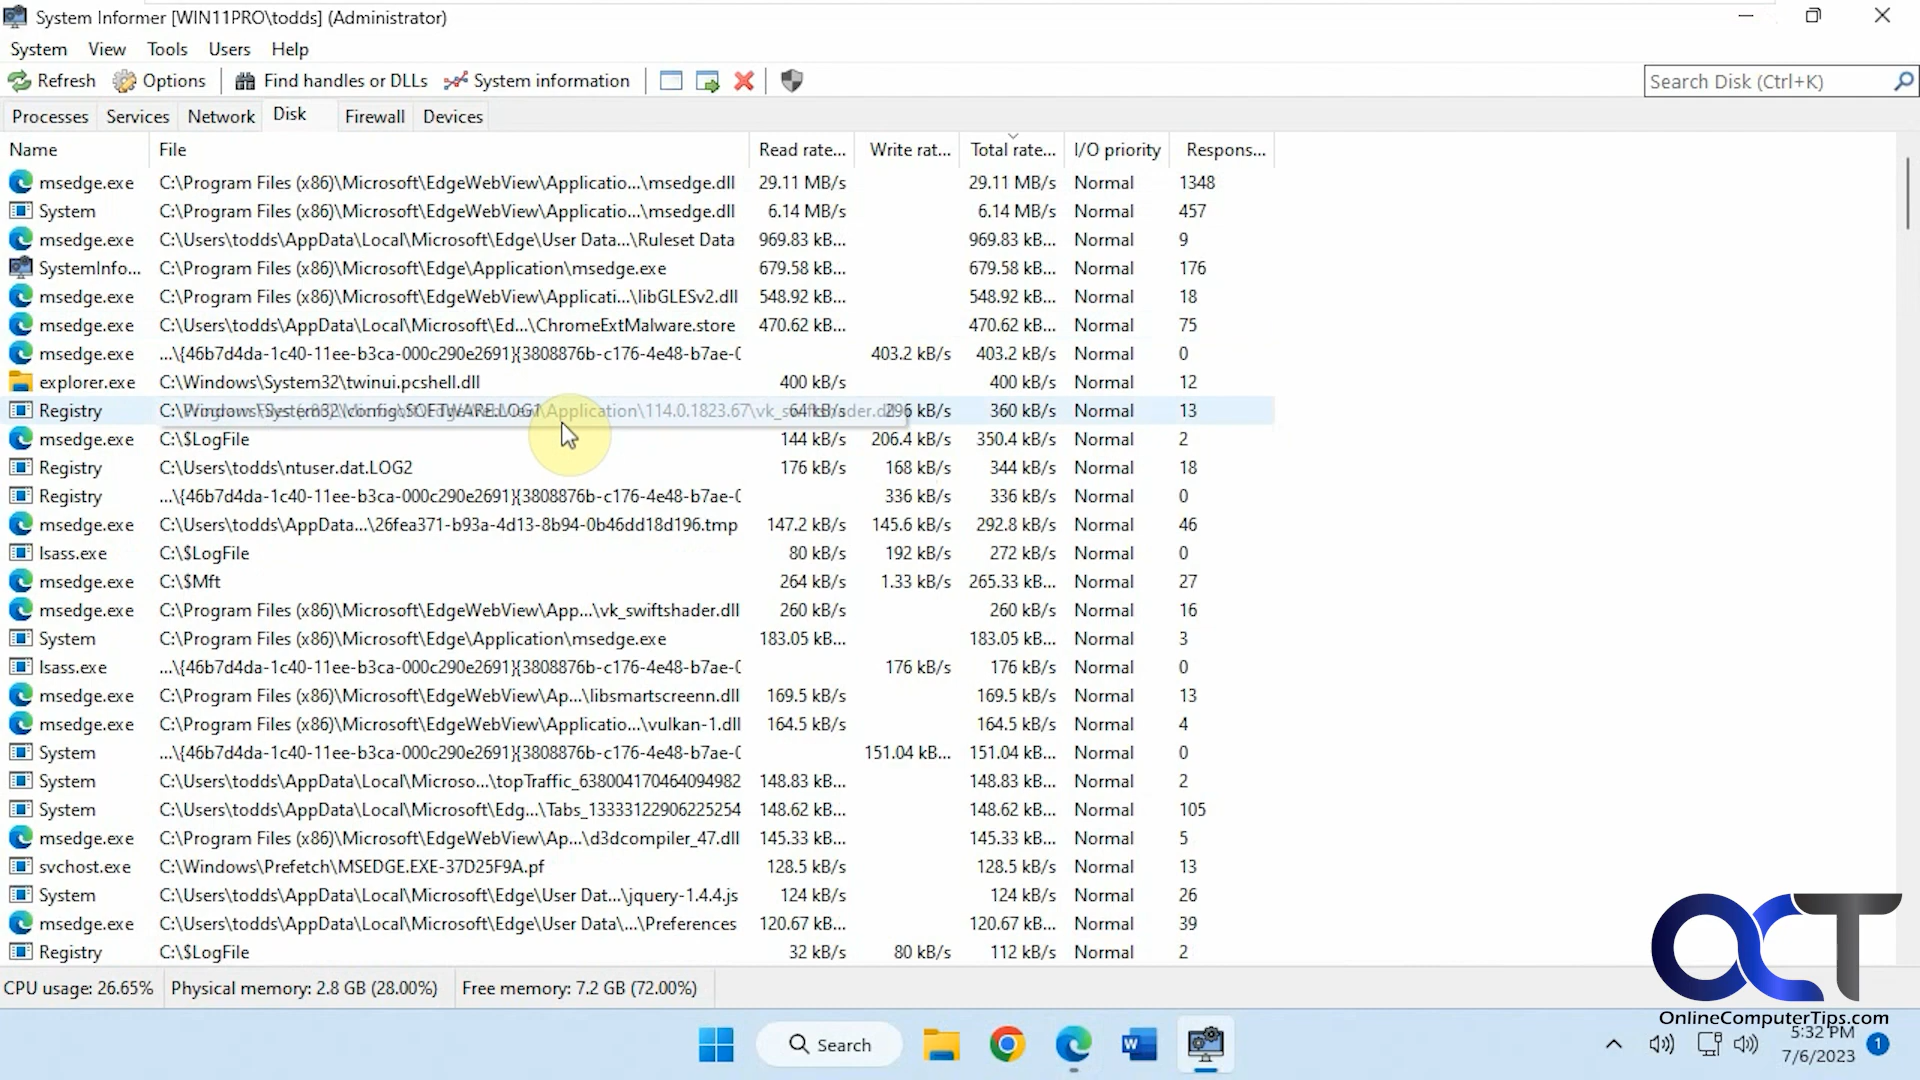 System Informer [WIN11PRO\todds] (Administrator)
System View Tools Users Help
Refresh Options Find handles or DLLs System information Search Disk (Ctrl+K)
Processes Services Network Disk Firewall Devices
Name File Read rate... Write rat... Total rate... I/O priority Respons...
msedge.exe C:\Program Files (x86)\Microsoft\EdgeWebView\Applicatio...\msedge.dll 29.11 MB/s 29.11 MB/s Normal 1348
System C:\Program Files (x86)\Microsoft\EdgeWebView\Applicatio...\msedge.dll 6.14 MB/s 6.14 MB/s Normal 457
msedge.exe C:\Users\todds\AppData\Local\Microsoft\Edge\User Data...\Ruleset Data 969.83 kB... 969.83 kB... Normal 9
SystemInfo... C:\Program Files (x86)\Microsoft\Edge\Application\msedge.exe 679.58 kB... 679.58 kB... Normal 176
msedge.exe C:\Program Files (x86)\Microsoft\EdgeWebView\Applicati...\libGLESv2.dll 548.92 kB... 548.92 kB... Normal 18
msedge.exe C:\Users\todds\AppData\Local\Microsoft\Ed...\ChromeExtMalware.store 470.62 kB... 470.62 kB... Normal 75
msedge.exe ...\{46b7d4da-1c40-11ee-b3ca-000c290e2691}{3808876b-c176-4e48-b7ae-0 403.2 kB/s 403.2 kB/s Normal 0
explorer.exe C:\Windows\System32\twinui.pcshell.dll 400 kB/s 400 kB/s Normal 12
Registry C:\Windows\System32\config\SOFTWARE.LOG1 64 kB/s 296 kB/s 360 kB/s Normal 13
msedge.exe C:\$LogFile 144 kB/s 206.4 kB/s 350.4 kB/s Normal 2
Registry C:\Users\todds\ntuser.dat.LOG2 176 kB/s 168 kB/s 344 kB/s Normal 18
Registry ...\{46b7d4da-1c40-11ee-b3ca-000c290e2691}{3808876b-c176-4e48-b7ae-0 336 kB/s 336 kB/s Normal 0
msedge.exe C:\Users\todds\AppData...\26fea371-b93a-4d13-8b94-0b46dd18d196.tmp 147.2 kB/s 145.6 kB/s 292.8 kB/s Normal 46
lsass.exe C:\$LogFile 80 kB/s 192 kB/s 272 kB/s Normal 0
msedge.exe C:\$Mft 264 kB/s 1.33 kB/s 265.33 kB... Normal 27
msedge.exe C:\Program Files (x86)\Microsoft\EdgeWebView\App...\vk_swiftshader.dll 260 kB/s 260 kB/s Normal 16
System C:\Program Files (x86)\Microsoft\Edge\Application\msedge.exe 183.05 kB... 183.05 kB... Normal 3
lsass.exe ...\{46b7d4da-1c40-11ee-b3ca-000c290e2691}{3808876b-c176-4e48-b7ae-0 176 kB/s 176 kB/s Normal 0
msedge.exe C:\Program Files (x86)\Microsoft\EdgeWebView\Ap...\libsmartscreenn.dll 169.5 kB/s 169.5 kB/s Normal 13
msedge.exe C:\Program Files (x86)\Microsoft\EdgeWebView\Applicatio...\vulkan-1.dll 164.5 kB/s 164.5 kB/s Normal 4
System ...\{46b7d4da-1c40-11ee-b3ca-000c290e2691}{3808876b-c176-4e48-b7ae-0 151.04 kB... 151.04 kB... Normal 0
System C:\Users\todds\AppData\Local\Microso...\topTraffic_638004170464094982 148.83 kB... 148.83 kB... Normal 2
System C:\Users\todds\AppData\Local\Microsoft\Edg...\Tabs_13333122906225254 148.62 kB... 148.62 kB... Normal 105
msedge.exe C:\Program Files (x86)\Microsoft\EdgeWebView\Ap...\d3dcompiler_47.dll 145.33 kB... 145.33 kB... Normal 5
svchost.exe C:\Windows\Prefetch\MSEDGE.EXE-37D25F9A.pf 128.5 kB/s 128.5 kB/s Normal 13
System C:\Users\todds\AppData\Local\Microsoft\Edge\User Dat...\jquery-1.4.4.js 124 kB/s 124 kB/s Normal 26
msedge.exe C:\Users\todds\AppData\Local\Microsoft\Edge\User Data\...\Preferences 120.67 kB... 120.67 kB... Normal 39
Registry C:\$LogFile 32 kB/s 80 kB/s 112 kB/s Normal 2
CPU usage: 26.65% Physical memory: 2.8 GB (28.00%) Free memory: 7.2 GB (72.00%)
OCT
OnlineComputerTips.com
Search
5:32 PM
7/6/2023
1